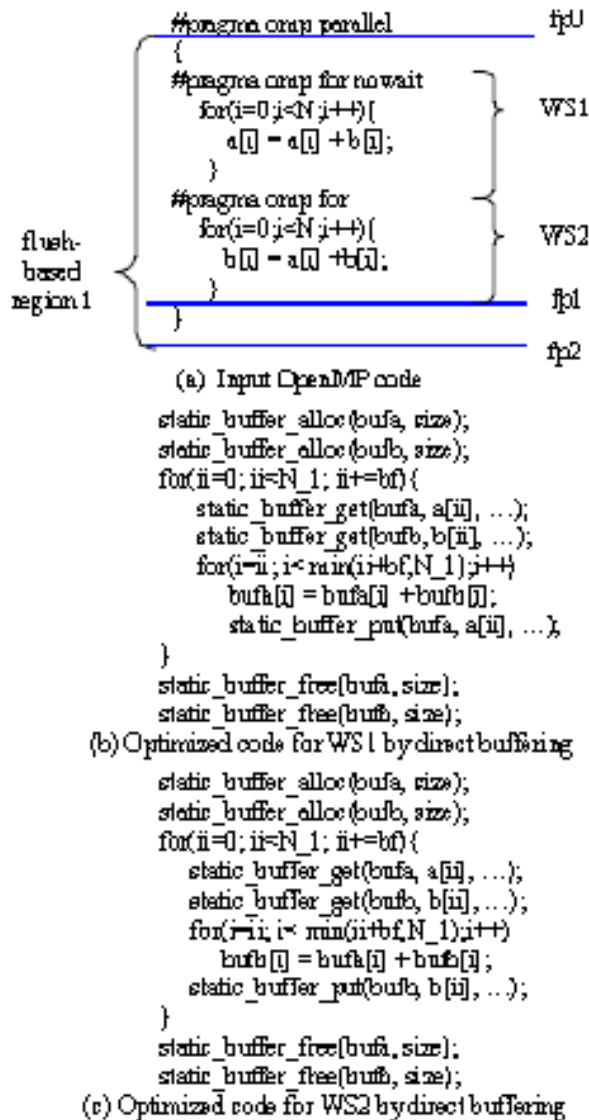 #pragma omp parallel fp0
{
#pragma omp for nowait
for(i=0;i<N;i++){ WS1
a[i] = a[i] +b[i];
}
#pragma omp for
for(i=0;i<N;i++){ WS2
flush-based region 1
b[i] = a[i] +b[i];
}
fp1
}
fp2
(a) Input OpenMP code
static_buffer_alloc(bufa, size);
static_buffer_alloc(bufb, size);
for(ii=0; ii<N_1; ii+=bf){
static_buffer_get(bufa, a[ii], ...);
static_buffer_get(bufb, b[ii], ...);
for(i=ii; i< min(ii+bf,N_1);i++)
bufa[i] = bufa[i] +bufb[i];
static_buffer_put(bufa, a[ii], ...);
}
static_buffer_free(bufa, size);
static_buffer_free(bufb, size);
(b) Optimized code for WS1 by direct buffering
static_buffer_alloc(bufa, size);
static_buffer_alloc(bufb, size);
for(ii=0; ii<N_1; ii+=bf){
static_buffer_get(bufa, a[ii], ...);
static_buffer_get(bufb, b[ii], ...);
for(i=ii; i< min(ii+bf,N_1);i++)
bufb[i] = bufa[i] + bufb[i];
static_buffer_put(bufb, b[ii], ...);
}
static_buffer_free(bufa, size);
static_buffer_free(bufb, size);
(c) Optimized code for WS2 by direct buffering